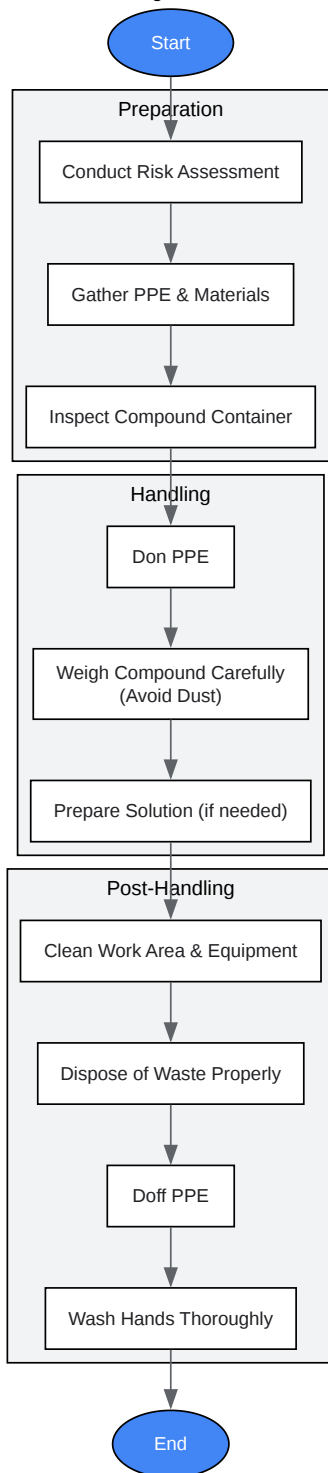 Start
Preparation
Conduct Risk Assessment
Gather PPE & Materials
Inspect Compound Container
Handling
Don PPE
Weigh Compound Carefully
(Avoid Dust)
Prepare Solution (if needed)
Post-Handling
Clean Work Area & Equipment
Dispose of Waste Properly
Doff PPE
Wash Hands Thoroughly
End